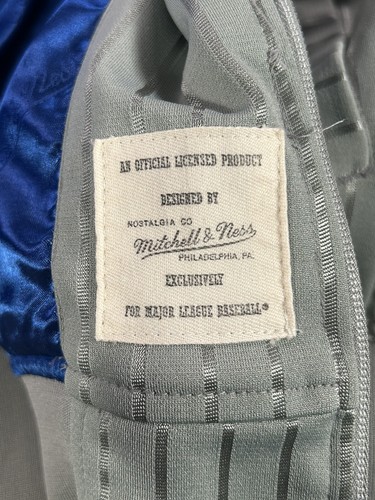 AN OFFICIAL LICENSED PRODUCT
DESIGNED BY
NOSTALGIA CO
Mitchell & Ness
PHILADELPHIA, PA.
EXCLUSIVELY
FOR MAJOR LEAGUE BASEBALL®